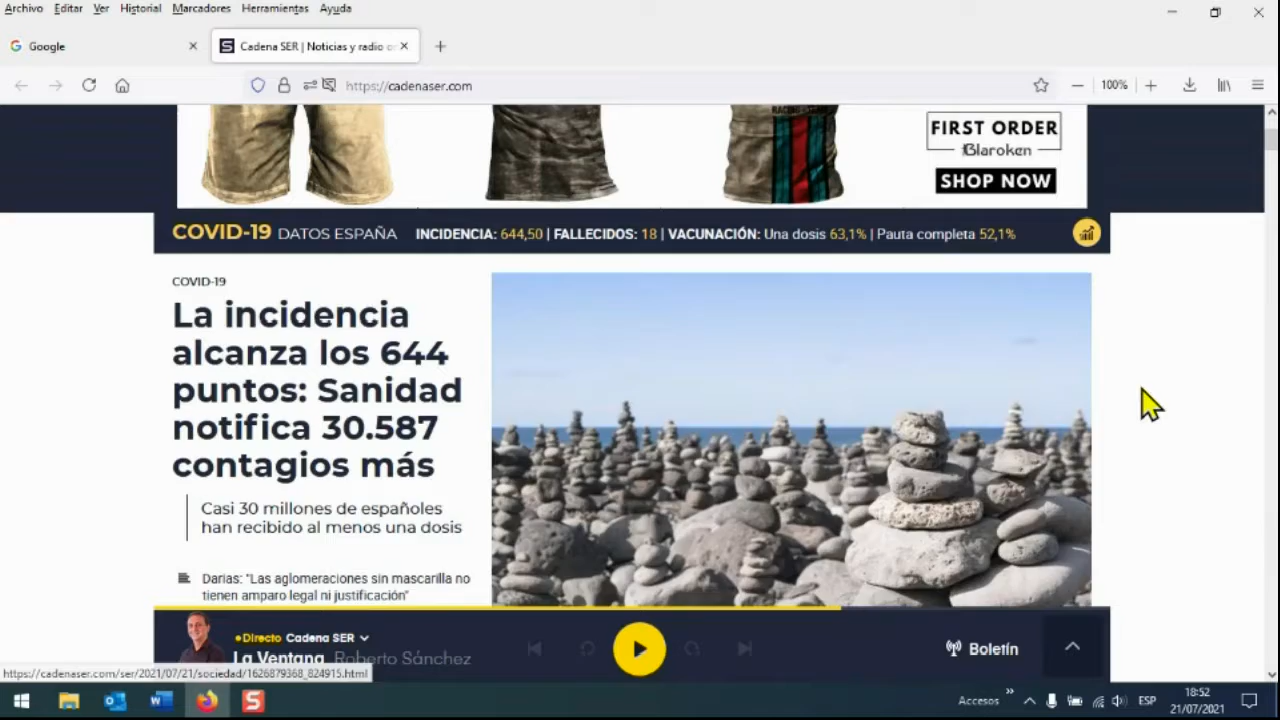 Archivo Editar Ver Historial Marcadores Herramientas Ayuda
Google
Cadena SER | Noticias y radio o
https://cadenaser.com
100%
FIRST ORDER
Blaroken
SHOP NOW
COVID-19 DATOS ESPAÑA INCIDENCIA: 644,50 | FALLECIDOS: 18 | VACUNACIÓN: Una dosis 63,1% | Pauta completa 52,1%
COVID-19
La incidencia
alcanza los 644
puntos: Sanidad
notifica 30.587
contagios más
Casi 30 millones de españoles
han recibido al menos una dosis
Darias: "Las aglomeraciones sin mascarilla no
tienen amparo legal ni justificación"
Directo Cadena SER
La Ventana Roberto Sánchez
Boletín
https://cadenaser.com/ser/2021/07/21/sociedad/1626879368_824915.html
Accesos
ESP
18:52
21/07/2021